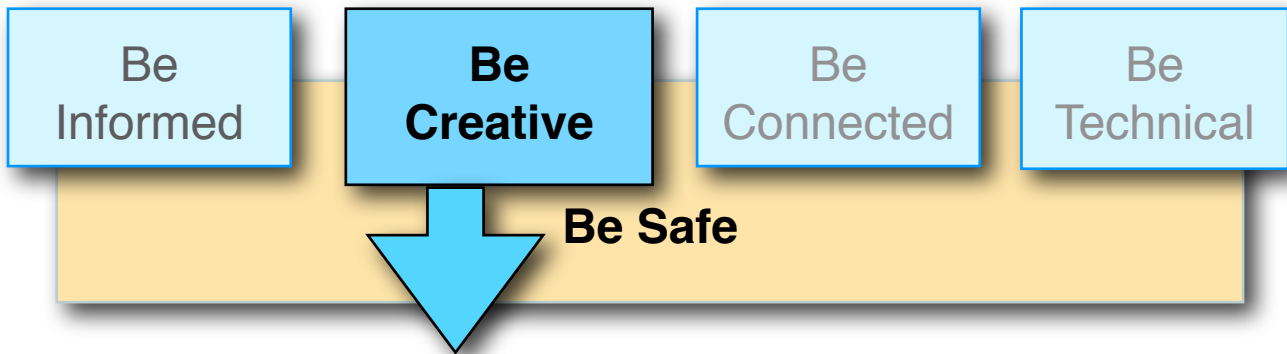 Be
Informed
Be
Creative
Be
Connected
Be
Technical
Be Safe